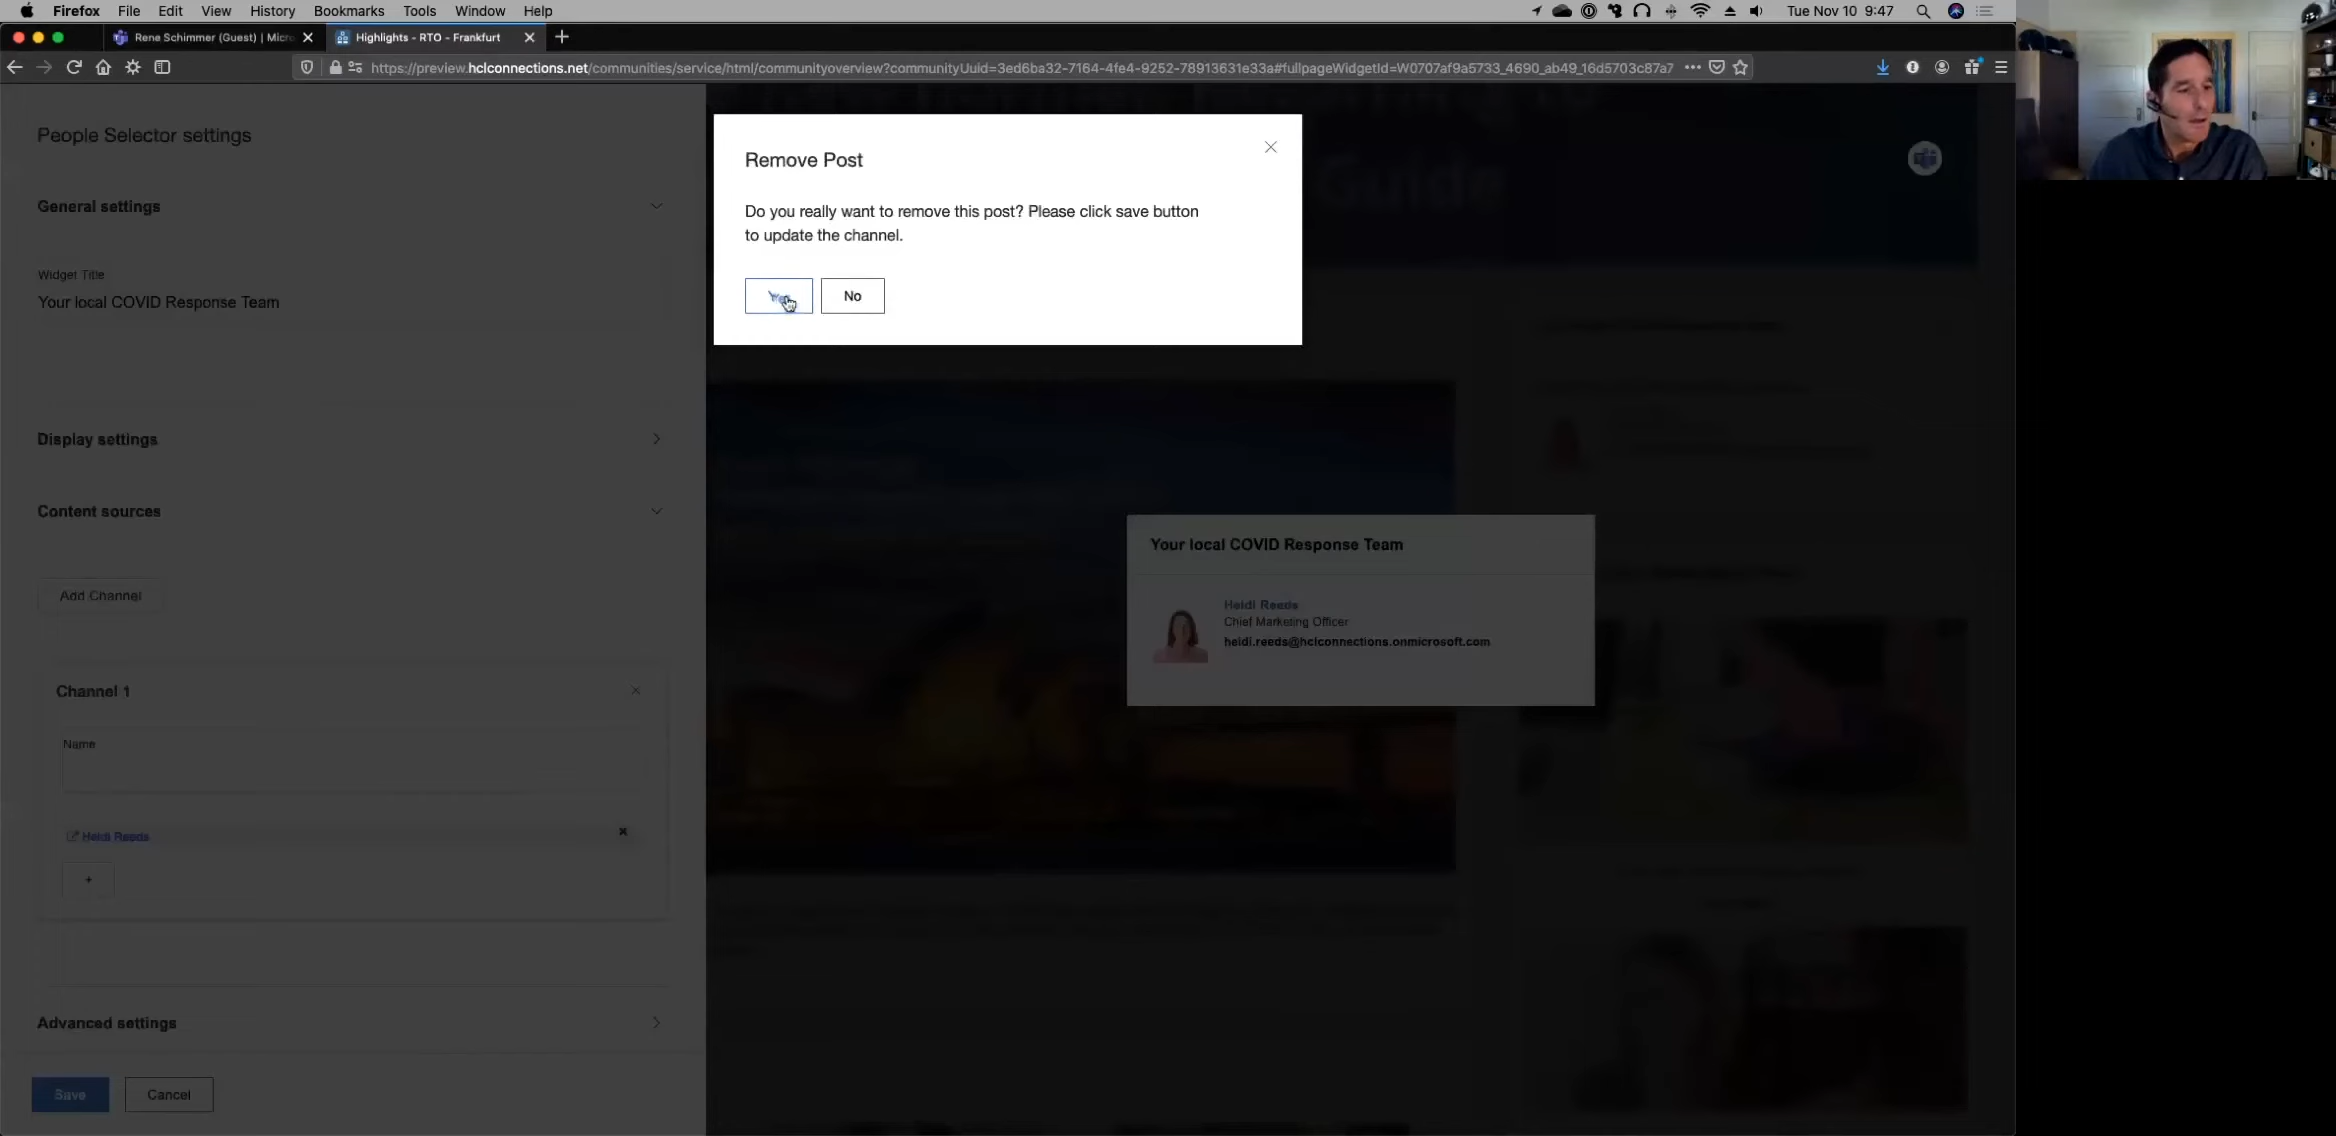 Firefox File Edit View History Bookmarks Tools Window Help
Tue Nov 10 9:47
Rene Schimmer (Guest) | Micro
Highlights - RTO - Frankfurt
https://preview.hclconnections.net/communities/service/html/communityoverview?communityUuid=3ed6ba32-7164-4fe4-9252-78913631e33a#fullpageWidgetId=W0707af9a5733_4690_ab49_16d5703c87a7
People Selector settings
General settings
Widget Title
Your local COVID Response Team
Display settings
Content sources
Add Channel
Channel 1
Name
Heidi Reeds
+
Advanced settings
Save Cancel
Guide
Remove Post
Do you really want to remove this post? Please click save button
to update the channel.
No
Your local COVID Response Team
Heidi Reeds
Chief Marketing Officer
heidi.reeds@hclconnections.onmicrosoft.com